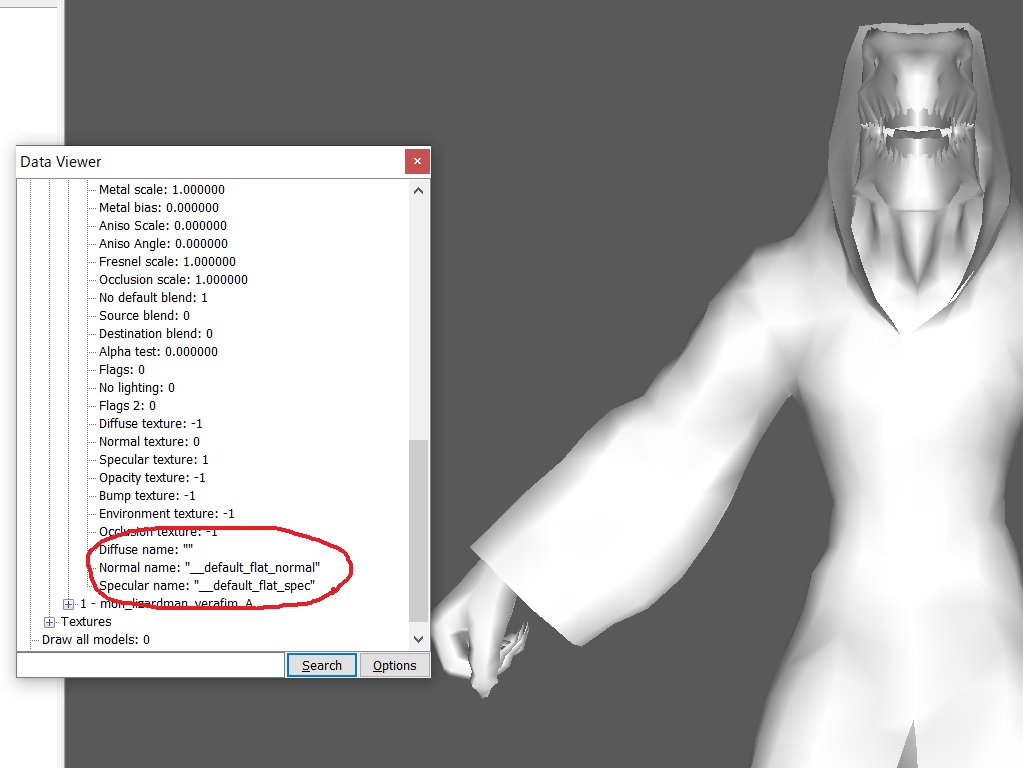 Data Viewer
Metal scale: 1.000000
Metal bias: 0.000000
Aniso Scale: 0.000000
Aniso Angle: 0.000000
Fresnel scale: 1.000000
Occlusion scale: 1.000000
No default blend: 1
Source blend: 0
Destination blend: 0
Alpha test: 0.000000
Flags: 0
No lighting: 0
Flags 2: 0
Diffuse texture: -1
Normal texture: 0
Specular texture: 1
Opacity texture: -1
Bump texture: -1
Environment texture: -1
Occlusion texture: -1
Diffuse name: ""
Normal name: "__default_flat_normal"
Specular name: "__default_flat_spec"
1 - mon_lizardman_verafim_A
Textures
Draw all models: 0
Search Options